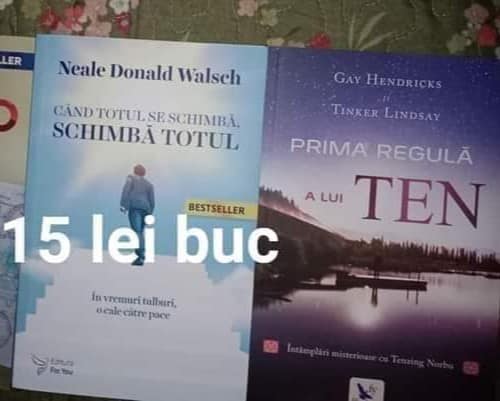 LLER
O
Neale Donald Walsch
CÂND TOTUL SE SCHIMBĂ,
SCHIMBĂ TOTUL
BESTSELLER
În vremuri tulburi,
o cale către pace
Editura
For You
GAY HENDRICKS
ȘI
TINKER LINDSAY
PRIMA REGULĂ
A LUI TEN
Întâmplări misterioase cu Tenzing Norbu
15 lei buc